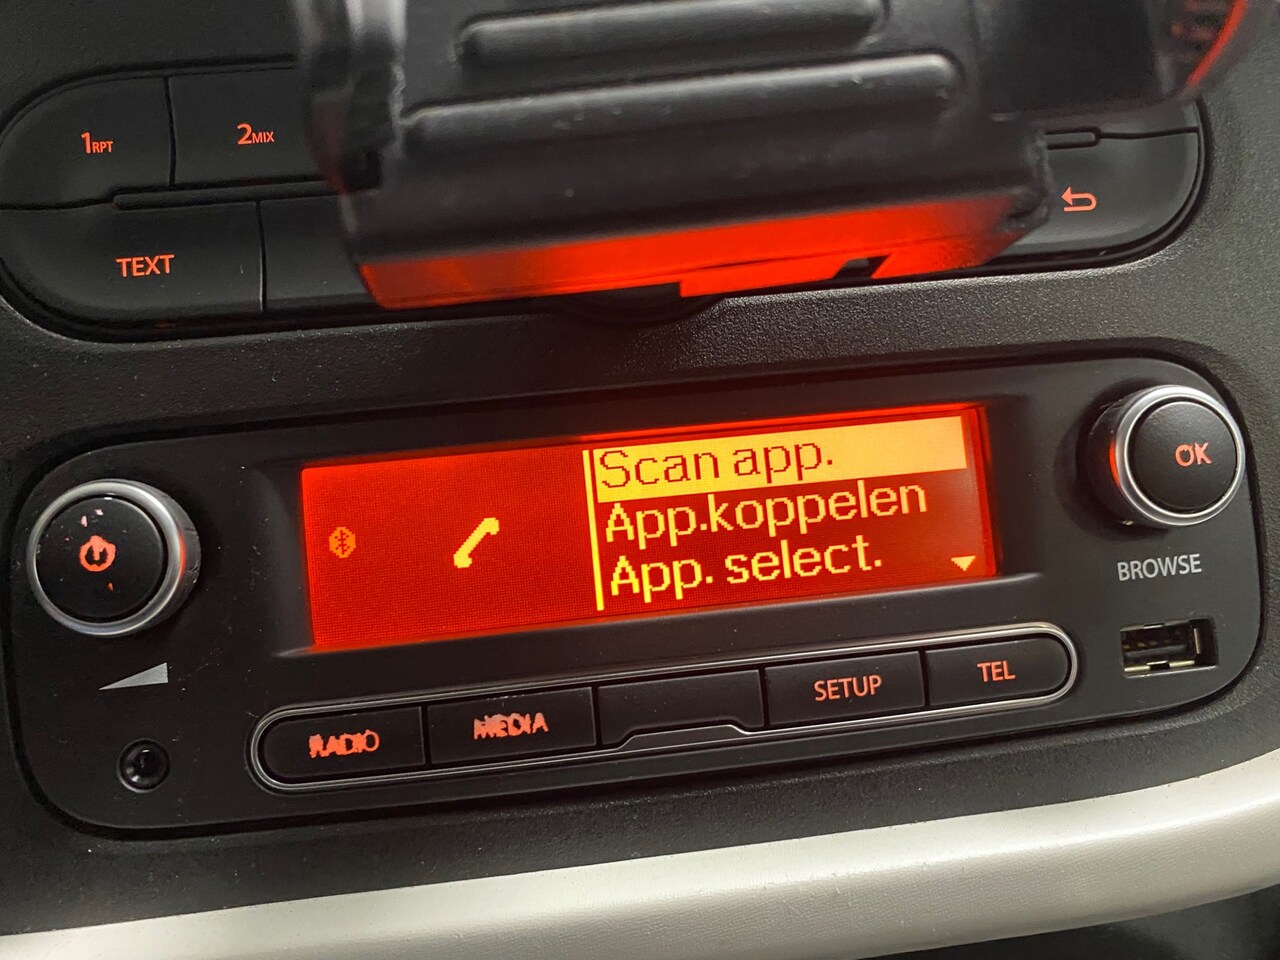 1RPT
2MIX
TEXT
Scan app.
App.koppelen
App. select.
OK
BROWSE
RADIO
MEDIA
SETUP
TEL